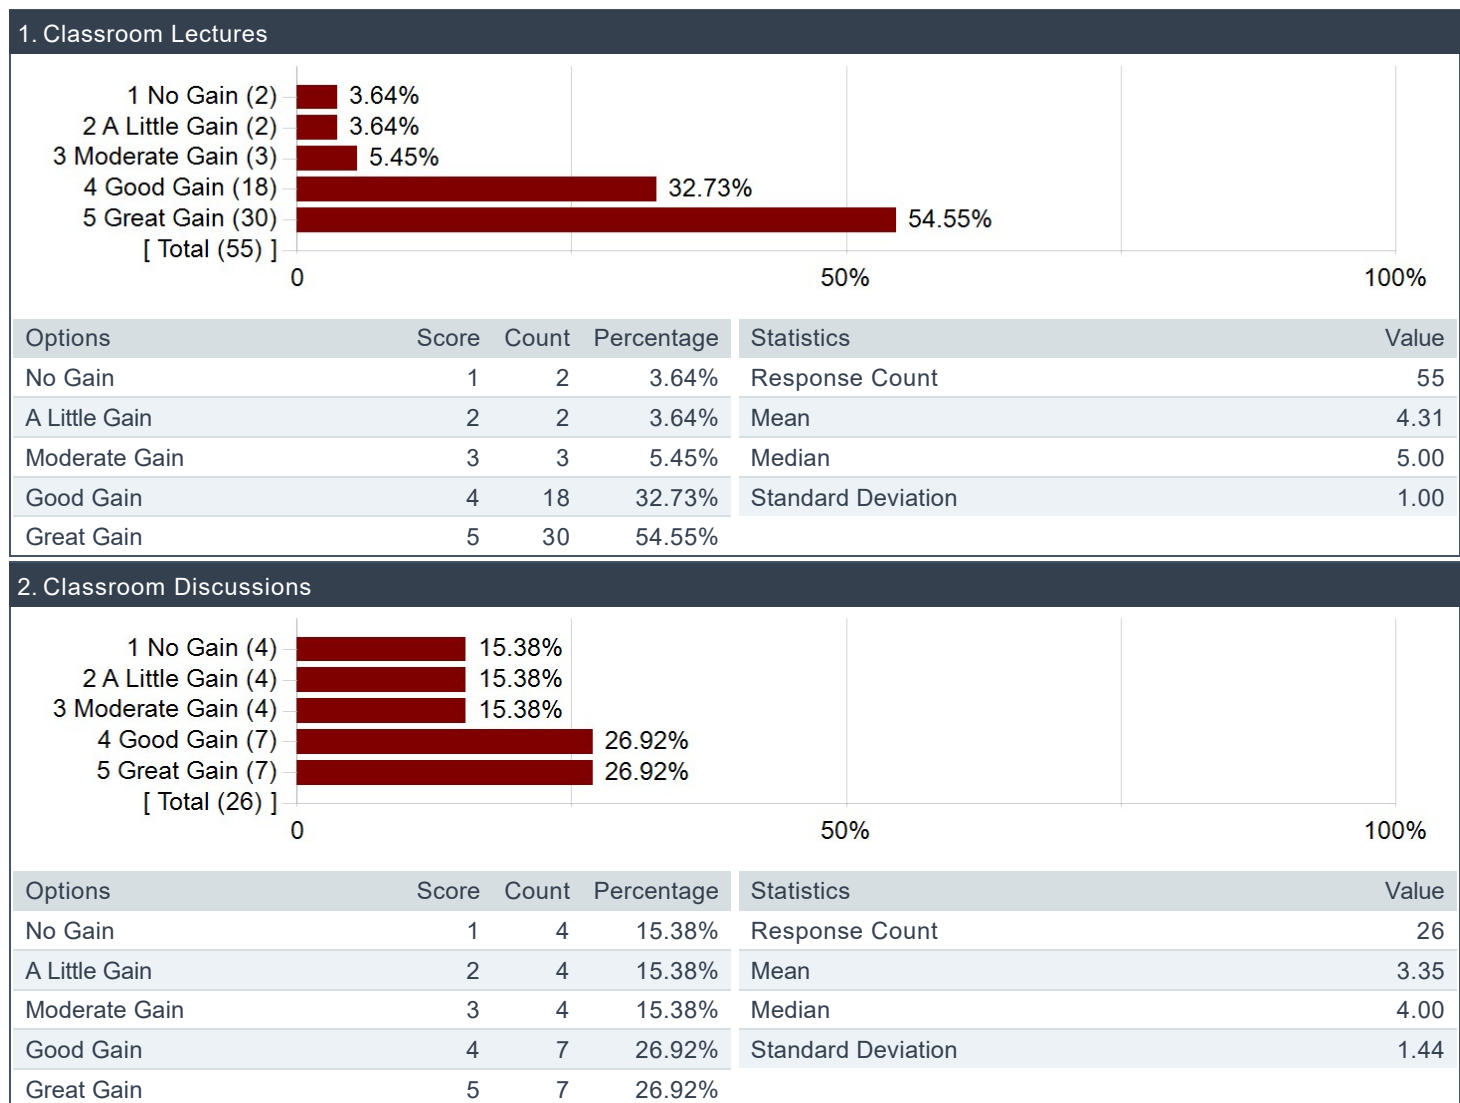 1. Classroom Lectures
1 No Gain (2) 3.64%
2 A Little Gain (2) 3.64%
3 Moderate Gain (3) 5.45%
4 Good Gain (18) 32.73%
5 Great Gain (30) 54.55%
[ Total (55) ]
0 50% 100%
Options Score Count Percentage Statistics Value
No Gain 1 2 3.64% Response Count 55
A Little Gain 2 2 3.64% Mean 4.31
Moderate Gain 3 3 5.45% Median 5.00
Good Gain 4 18 32.73% Standard Deviation 1.00
Great Gain 5 30 54.55%
2. Classroom Discussions
1 No Gain (4) 15.38%
2 A Little Gain (4) 15.38%
3 Moderate Gain (4) 15.38%
4 Good Gain (7) 26.92%
5 Great Gain (7) 26.92%
[ Total (26) ]
0 50% 100%
Options Score Count Percentage Statistics Value
No Gain 1 4 15.38% Response Count 26
A Little Gain 2 4 15.38% Mean 3.35
Moderate Gain 3 4 15.38% Median 4.00
Good Gain 4 7 26.92% Standard Deviation 1.44
Great Gain 5 7 26.92%